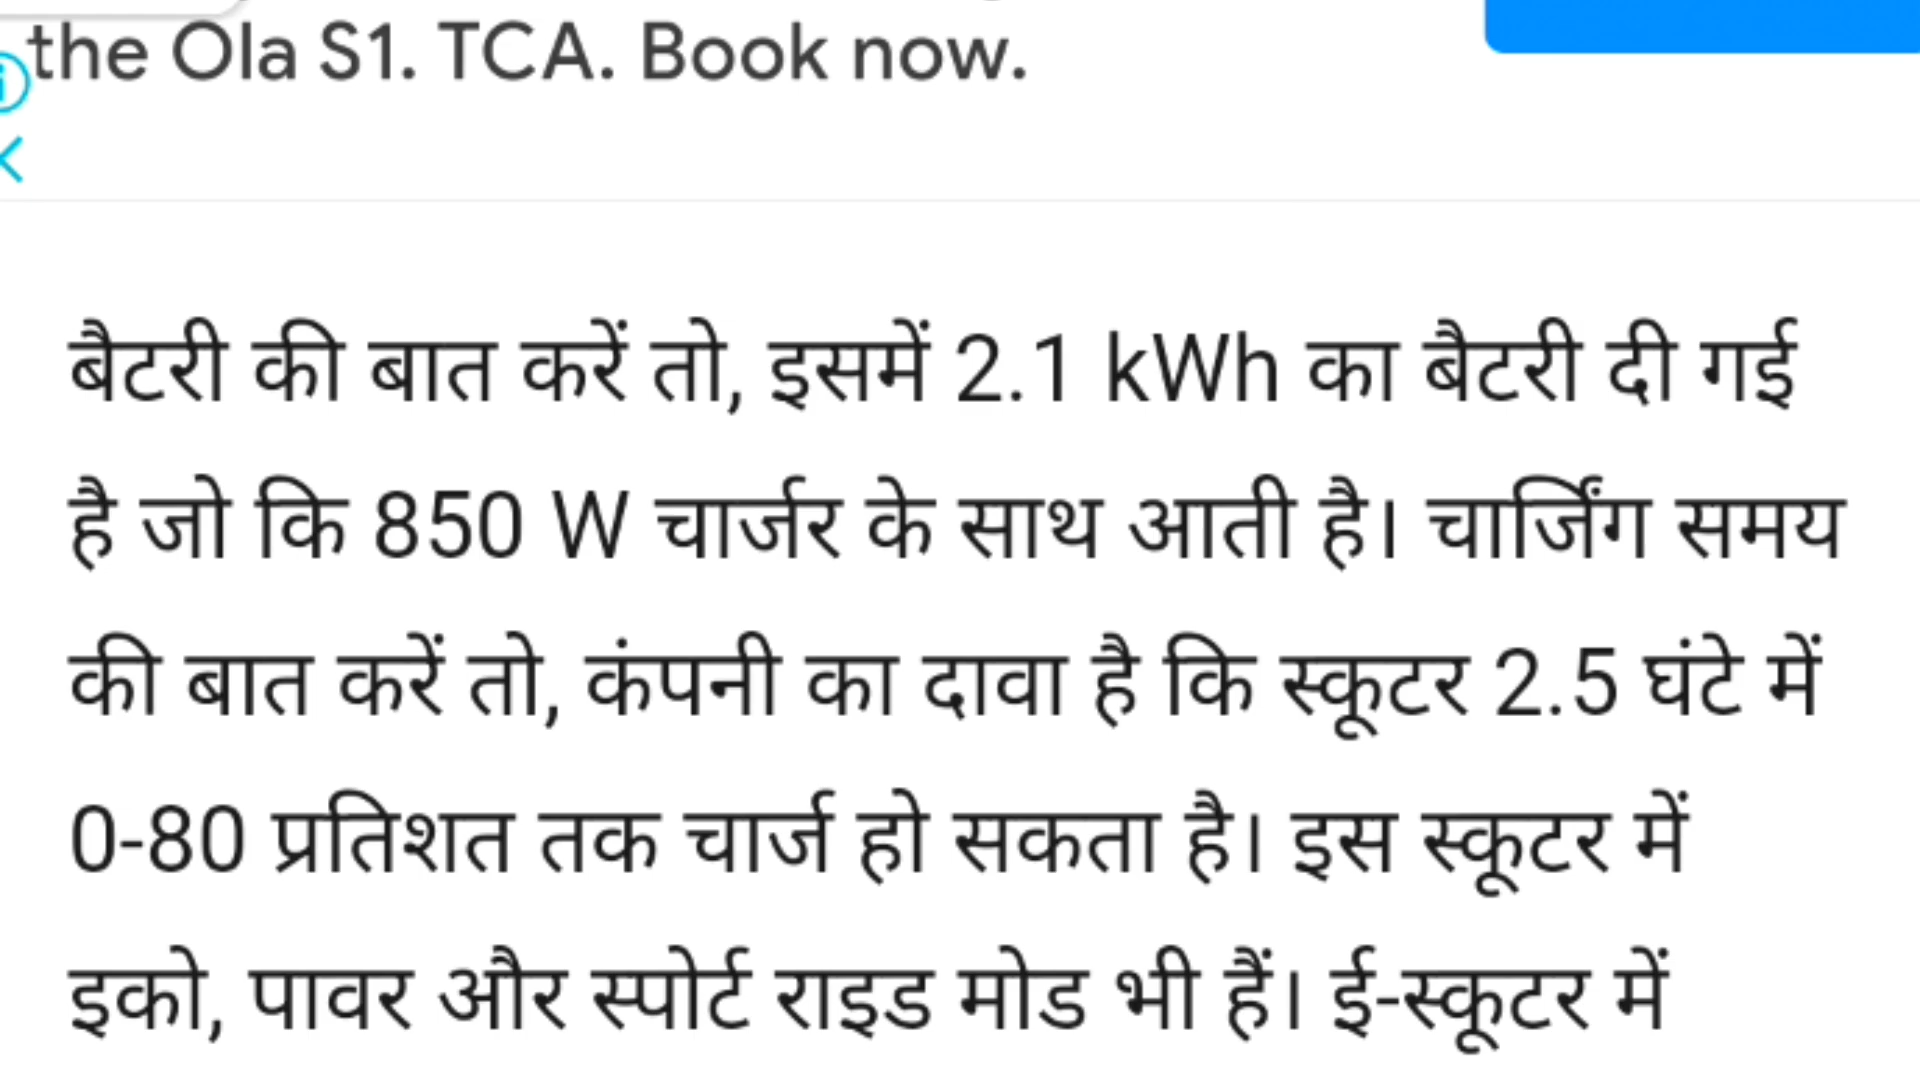 the Ola S1. TCA. Book now.
बैटरी की बात करें तो, इसमें 2.1 kWh का बैटरी दी गई
है जो कि 850 W चार्जर के साथ आती है। चार्जिंग समय
की बात करें तो, कंपनी का दावा है कि स्कूटर 2.5 घंटे में
0-80 प्रतिशत तक चार्ज हो सकता है। इस स्कूटर में
इको, पावर और स्पोर्ट राइड मोड भी हैं। ई-स्कूटर में